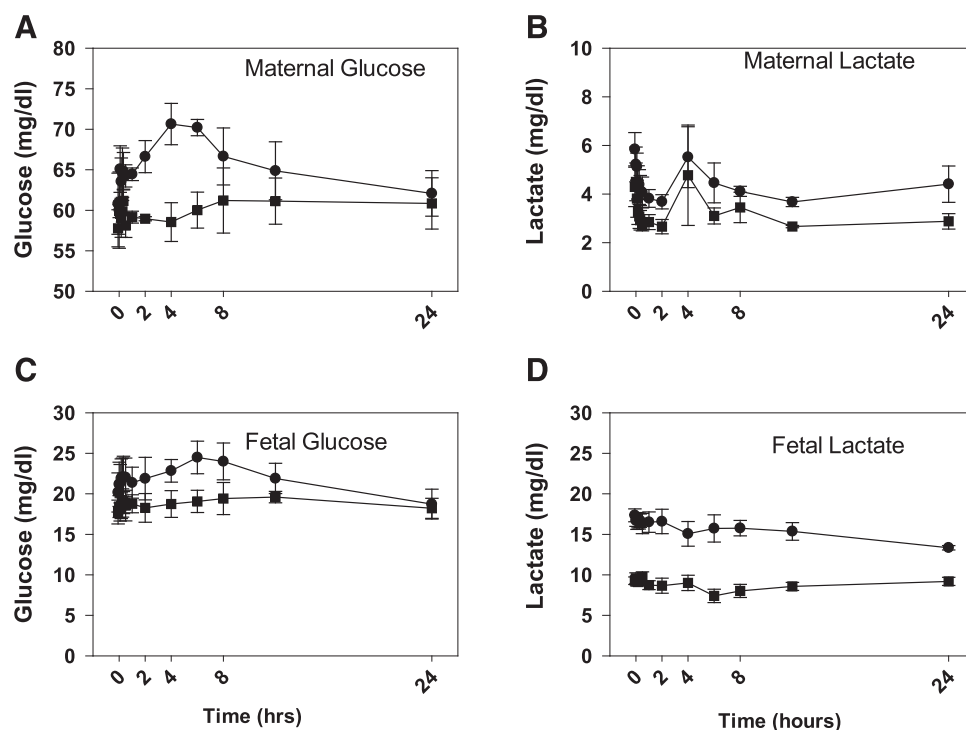 A
Maternal Glucose
Glucose (mg/dl)
80
75
70
65
60
55
50
0 2 4 8 24
B
Maternal Lactate
Lactate (mg/dl)
10
8
6
4
2
0
0 2 4 8 24
C
Fetal Glucose
Glucose (mg/dl)
30
25
20
15
10
5
0
0 2 4 8 24
Time (hrs)
D
Fetal Lactate
Lactate (mg/dl)
30
25
20
15
10
5
0
0 2 4 8 24
Time (hours)